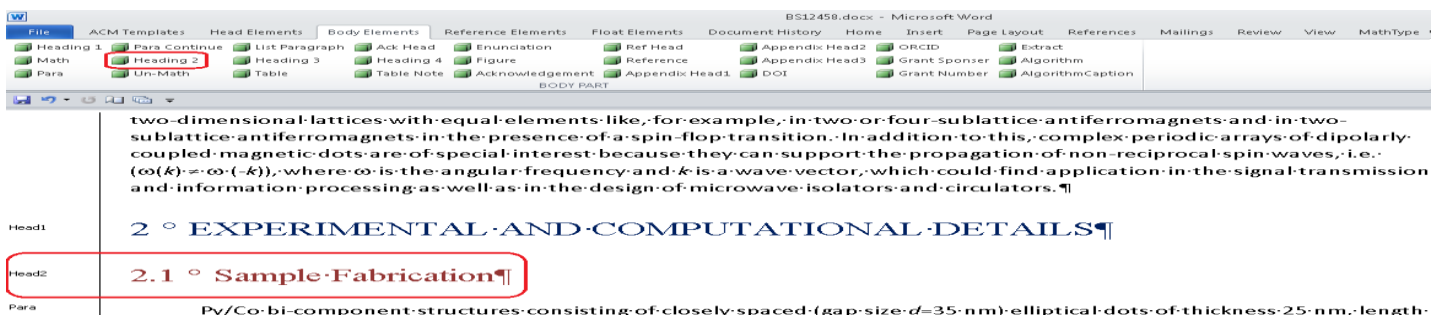 BS12458.docx - Microsoft Word
File ACM Templates Head Elements Body Elements Reference Elements Float Elements Document History Home Insert Page Layout References Mailings Review View MathType
Heading 1 Para Continue List Paragraph Ack Head Enunciation Ref Head Appendix Head2 ORCID Extract
Math Heading 2 Heading 3 Heading 4 Figure Reference Appendix Head3 Grant Sponser Algorithm
Para Un-Math Table Table Note Acknowledgement Appendix Head1 DOI Grant Number AlgorithmCaption
BODY PART
two-dimensional·lattices·with·equal·elements·like,·for·example,·in·two·or·four-sublattice·antiferromagnets·and·in·two-
sublattice·antiferromagnets·in·the·presence·of·a·spin-flop·transition.·In·addition·to·this,·complex·periodic·arrays·of·dipolarly·
coupled·magnetic·dots·are·of·special·interest·because·they·can·support·the·propagation·of·non-reciprocal·spin-waves,·i.e.·
(ω(k)·≠·ω·(-k)),·where·ω·is·the·angular·frequency·and·k·is·a·wave·vector,·which·could·find·application·in·the·signal·transmission
and·information·processing·as·well·as·in·the·design·of·microwave·isolators·and·circulators.¶
Head1 2 ° EXPERIMENTAL·AND·COMPUTATIONAL·DETAILS¶
Head2 2.1 ° Sample·Fabrication¶
Para Py/Co·bi-component·structures·consisting·of·closely·spaced·(gap·size·d=35·nm)·elliptical·dots·of·thickness·25·nm,·length·